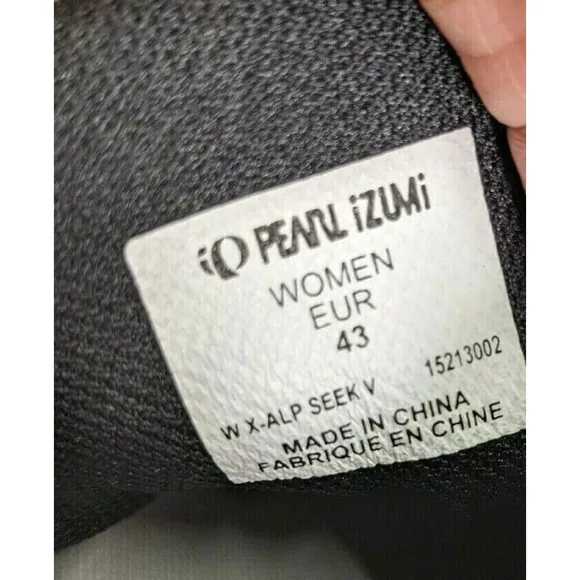 PEARL iZUMi
WOMEN
EUR
43
W X-ALP SEEK V 15213002
MADE IN CHINA
FABRIQUE EN CHINE